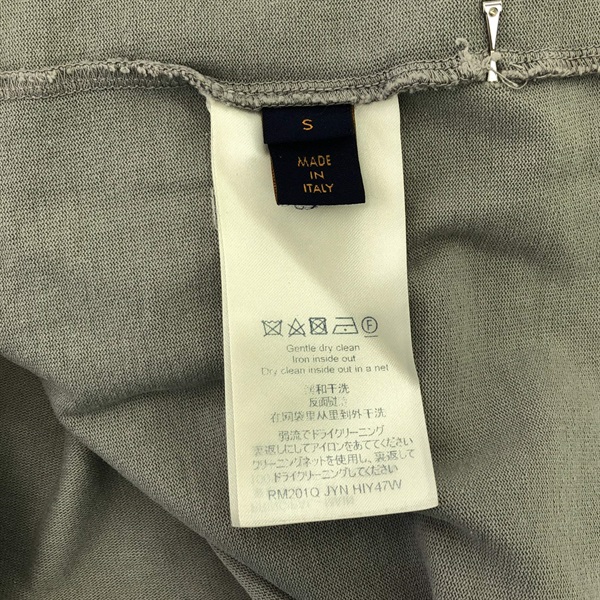 S
MADE
IN
ITALY
F
Gentle dry clean
Iron inside out
Dry clean inside out in a net
和干洗
反面
在网袋里从里到外干洗
弱流でドライクリーニング
裏返しにしてアイロンをあててください
クリーニングネットを使用し、裏返して
ドライクリーニングしてください
RM201Q JYN HIY47W